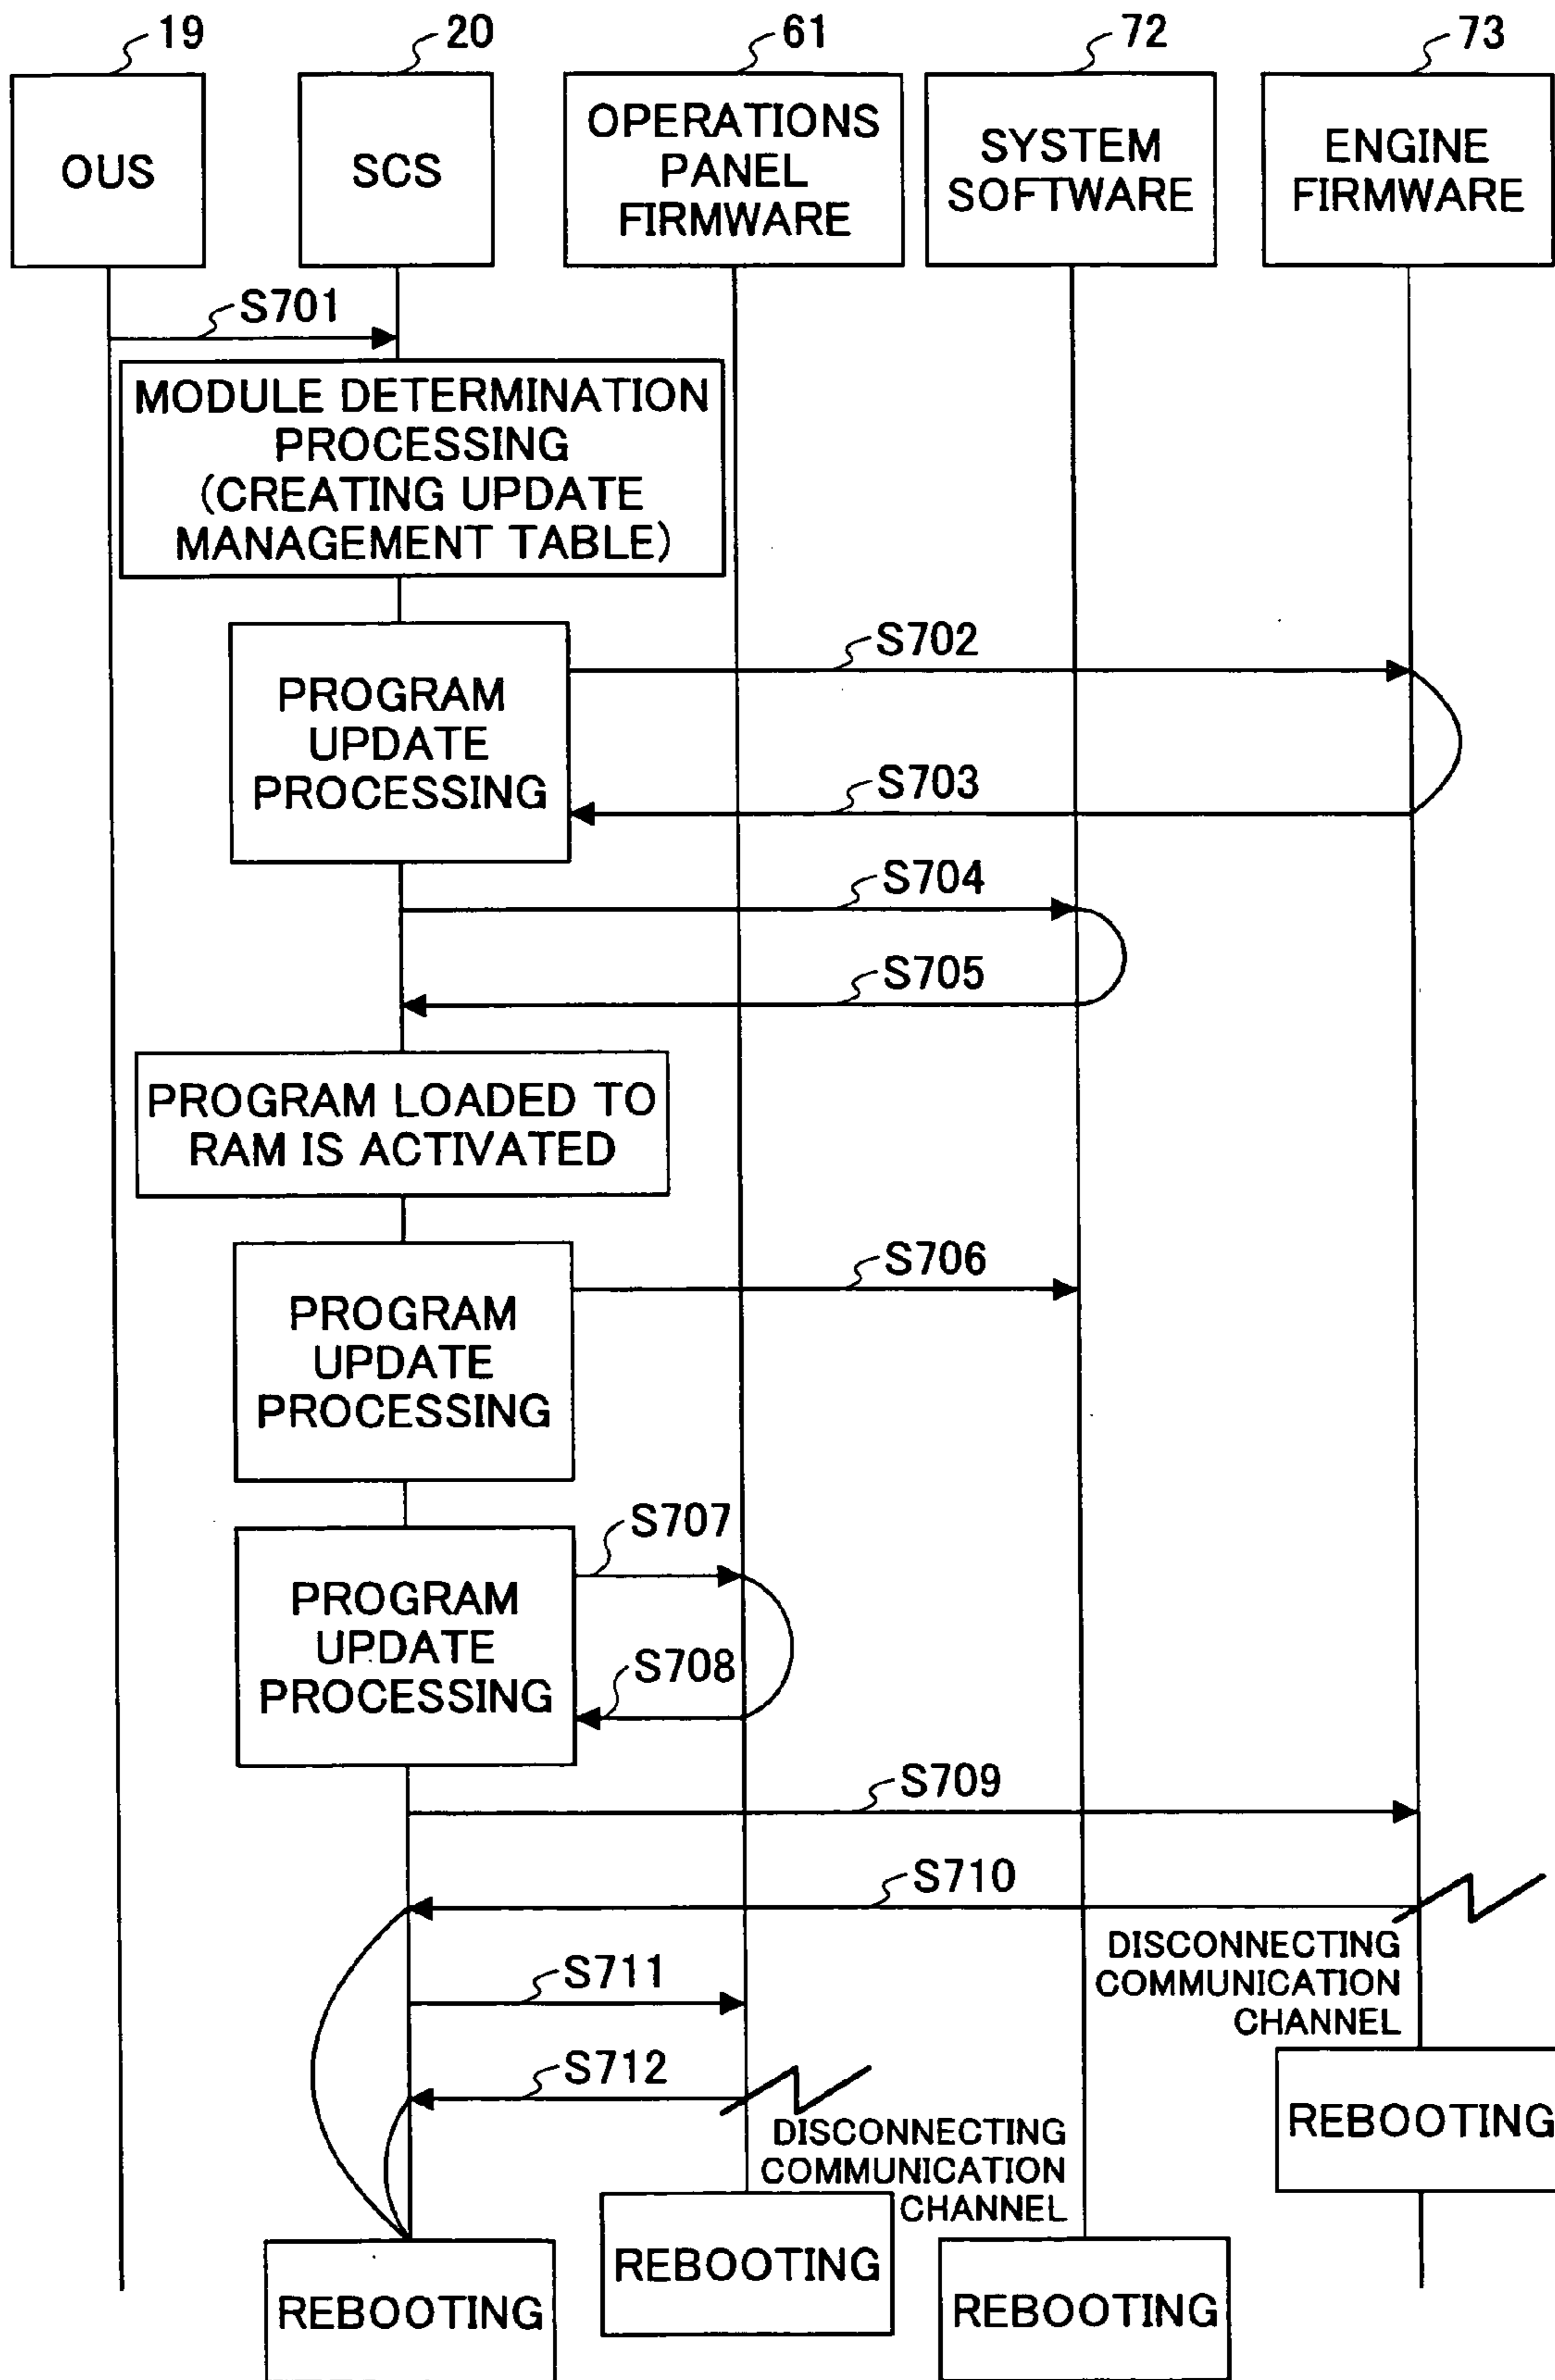 19
20
61
72
73
OUS
SCS
OPERATIONS
PANEL
FIRMWARE
SYSTEM
SOFTWARE
ENGINE
FIRMWARE
S701
MODULE DETERMINATION
PROCESSING
(CREATING UPDATE
MANAGEMENT TABLE)
PROGRAM
UPDATE
PROCESSING
S702
S703
S704
S705
PROGRAM LOADED TO
RAM IS ACTIVATED
PROGRAM
UPDATE
PROCESSING
S706
PROGRAM
UPDATE
PROCESSING
S707
S708
S709
S710
DISCONNECTING
COMMUNICATION
CHANNEL
S711
S712
DISCONNECTING
COMMUNICATION
CHANNEL
REBOOTING
REBOOTING
REBOOTING
REBOOTING